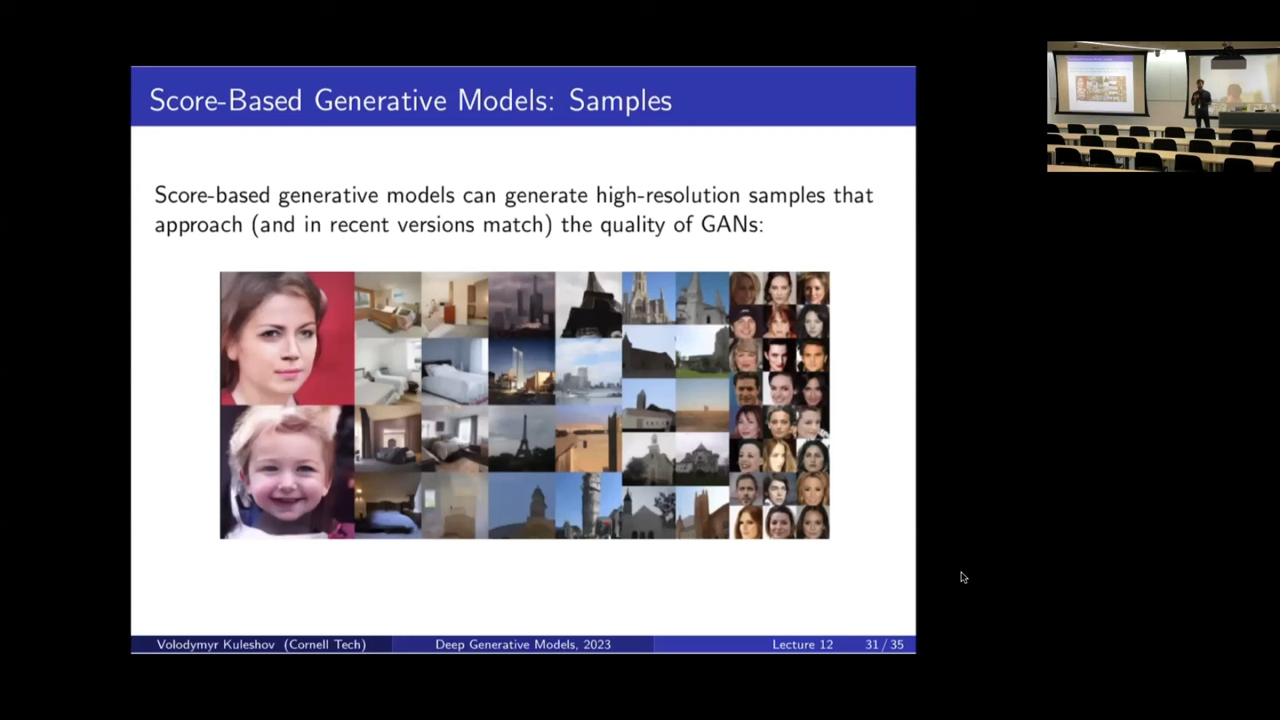 Score-Based Generative Models: Samples
Score-based generative models can generate high-resolution samples that
approach (and in recent versions match) the quality of GANs:
Volodymyr Kuleshov (Cornell Tech)
Deep Generative Models, 2023
Lecture 12
31 / 35